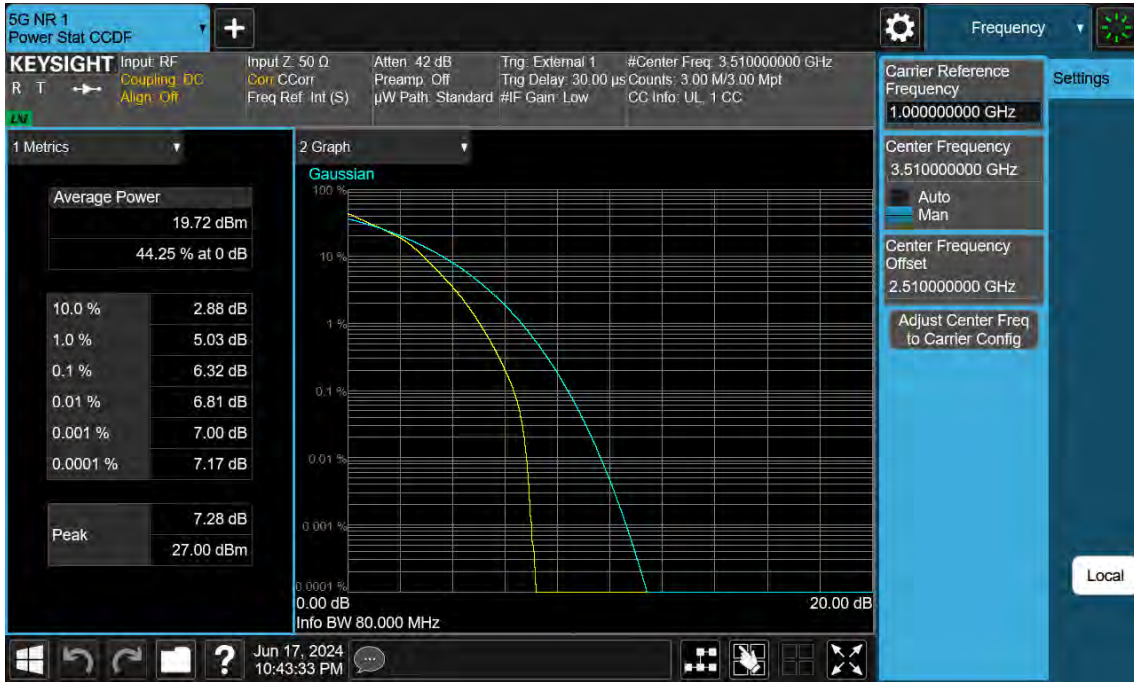 5G NR 1
Power Stat CCDF
Frequency
KEYSIGHT
R T
LNI
Input: RF
Coupling: DC
Align: Off
Input Z: 50 Ω
Corr CCorr
Freq Ref: Int (S)
Atten: 42 dB
Preamp: Off
µW Path: Standard
Trig: External 1
Trig Delay: 30.00 µs
#IF Gain: Low
#Center Freq: 3.510000000 GHz
Counts: 3.00 M/3.00 Mpt
CC Info: UL, 1 CC
1 Metrics
Average Power
19.72 dBm
44.25 % at 0 dB
10.0 % 2.88 dB
1.0 % 5.03 dB
0.1 % 6.32 dB
0.01 % 6.81 dB
0.001 % 7.00 dB
0.0001 % 7.17 dB
Peak
7.28 dB
27.00 dBm
2 Graph
Gaussian
100 %
10 %
1 %
0.1 %
0.01 %
0.001 %
0.0001 %
0.00 dB 20.00 dB
Info BW 80.000 MHz
Carrier Reference
Frequency
1.000000000 GHz
Center Frequency
3.510000000 GHz
Auto
Man
Center Frequency
Offset
2.510000000 GHz
Adjust Center Freq
to Carrier Config
Settings
Local
?
Jun 17, 2024
10:43:33 PM